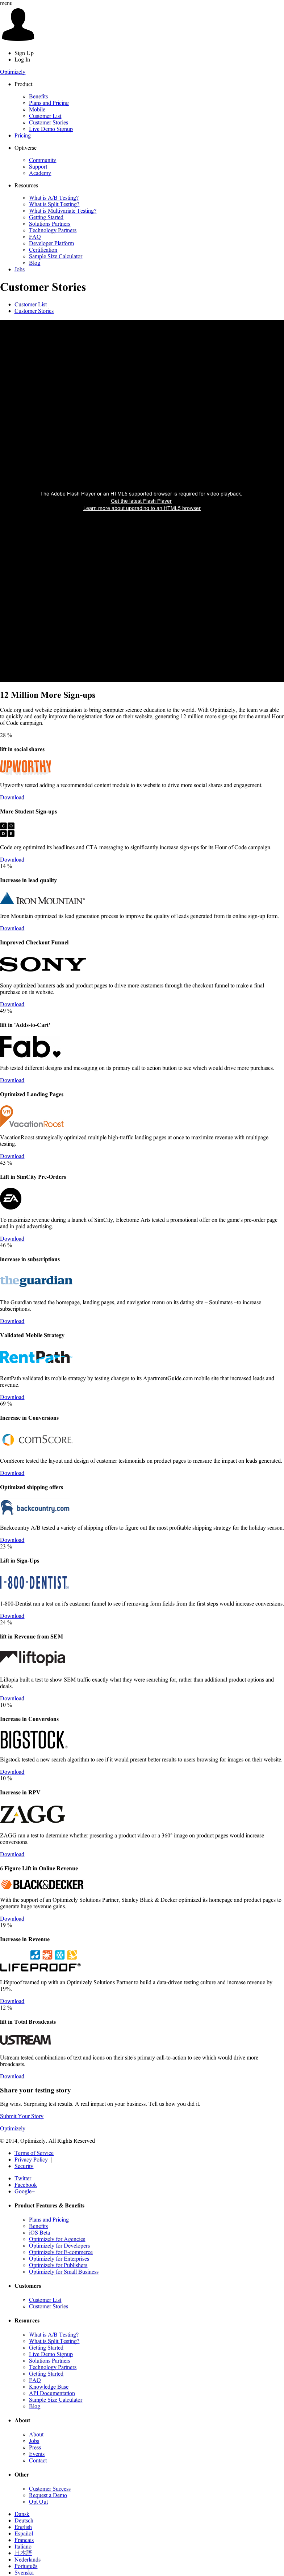 menu
Sign Up
Log In
Optimizely
Product
Benefits
Plans and Pricing
Mobile
Customer List
Customer Stories
Live Demo Signup
Pricing
Optiverse
Community
Support
Academy
Resources
What is A/B Testing?
What is Split Testing?
What is Multivariate Testing?
Getting Started
Solutions Partners
Technology Partners
FAQ
Developer Platform
Certification
Sample Size Calculator
Blog
Jobs
Customer Stories
Customer List
Customer Stories
The Adobe Flash Player or an HTML5 supported browser is required for video playback.
Get the latest Flash Player
Learn more about upgrading to an HTML5 browser
12 Million More Sign-ups
Code.org used website optimization to bring computer science education to the world. With Optimizely, the team was able
to quickly and easily improve the registration flow on their website, generating 12 million more sign-ups for the annual Hour
of Code campaign.
28 %
lift in social shares
UPWORTHY
Upworthy tested adding a recommended content module to its website to drive more social shares and engagement.
Download
More Student Sign-ups
C O
D E
Code.org optimized its headlines and CTA messaging to significantly increase sign-ups for its Hour of Code campaign.
Download
14 %
Increase in lead quality
IRON MOUNTAIN®
Iron Mountain optimized its lead generation process to improve the quality of leads generated from its online sign-up form.
Download
Improved Checkout Funnel
SONY
Sony optimized banners ads and product pages to drive more customers through the checkout funnel to make a final
purchase on its website.
Download
49 %
lift in 'Adds-to-Cart'
Fab.
Fab tested different designs and messaging on its primary call to action button to see which would drive more purchases.
Download
Optimized Landing Pages
VR
VacationRoost
VacationRoost strategically optimized multiple high-traffic landing pages at once to maximize revenue with multipage
testing.
Download
43 %
Lift in SimCity Pre-Orders
EA
To maximize revenue during a launch of SimCity, Electronic Arts tested a promotional offer on the game's pre-order page
and in paid advertising.
Download
46 %
increase in subscriptions
theguardian
The Guardian tested the homepage, landing pages, and navigation menu on its dating site – Soulmates –to increase
subscriptions.
Download
Validated Mobile Strategy
RentPath
RentPath validated its mobile strategy by testing changes to its ApartmentGuide.com mobile site that increased leads and
revenue.
Download
69 %
Increase in Conversions
comSCORE.
ComScore tested the layout and design of customer testimonials on product pages to measure the impact on leads generated.
Download
Optimized shipping offers
backcountry.com
Backcountry A/B tested a variety of shipping offers to figure out the most profitable shipping strategy for the holiday season.
Download
23 %
Lift in Sign-Ups
1-800-DENTIST.
1-800-Dentist ran a test on it's customer funnel to see if removing form fields from the first steps would increase conversions.
Download
24 %
lift in Revenue from SEM
liftopia
Liftopia built a test to show SEM traffic exactly what they were searching for, rather than additional product options and
deals.
Download
10 %
Increase in Conversions
BIGSTOCK
Bigstock tested a new search algorithm to see if it would present better results to users browsing for images on their website.
Download
10 %
Increase in RPV
ZAGG
ZAGG ran a test to determine whether presenting a product video or a 360° image on product pages would increase
conversions.
Download
6 Figure Lift in Online Revenue
BLACK&DECKER
With the support of an Optimizely Solutions Partner, Stanley Black & Decker optimized its homepage and product pages to
generate huge revenue gains.
Download
19 %
Increase in Revenue
LIFEPROOF
Lifeproof teamed up with an Optimizely Solutions Partner to build a data-driven testing culture and increase revenue by
19%.
Download
12 %
lift in Total Broadcasts
USTREAM
Ustream tested combinations of text and icons on their site's primary call-to-action to see which would drive more
broadcasts.
Download
Share your testing story
Big wins. Surprising test results. A real impact on your business. Tell us how you did it.
Submit Your Story
Optimizely
© 2014, Optimizely. All Rights Reserved
Terms of Service |
Privacy Policy |
Security
Twitter
Facebook
Google+
Product Features & Benefits
Plans and Pricing
Benefits
iOS Beta
Optimizely for Agencies
Optimizely for Developers
Optimizely for E-commerce
Optimizely for Enterprises
Optimizely for Publishers
Optimizely for Small Business
Customers
Customer List
Customer Stories
Resources
What is A/B Testing?
What is Split Testing?
Getting Started
Live Demo Signup
Solutions Partners
Technology Partners
Getting Started
FAQ
Knowledge Base
API Documentation
Sample Size Calculator
Blog
About
About
Jobs
Press
Events
Contact
Other
Customer Success
Request a Demo
Opt Out
Dansk
Deutsch
English
Español
Français
Italiano
日本語
Nederlands
Português
Svenska